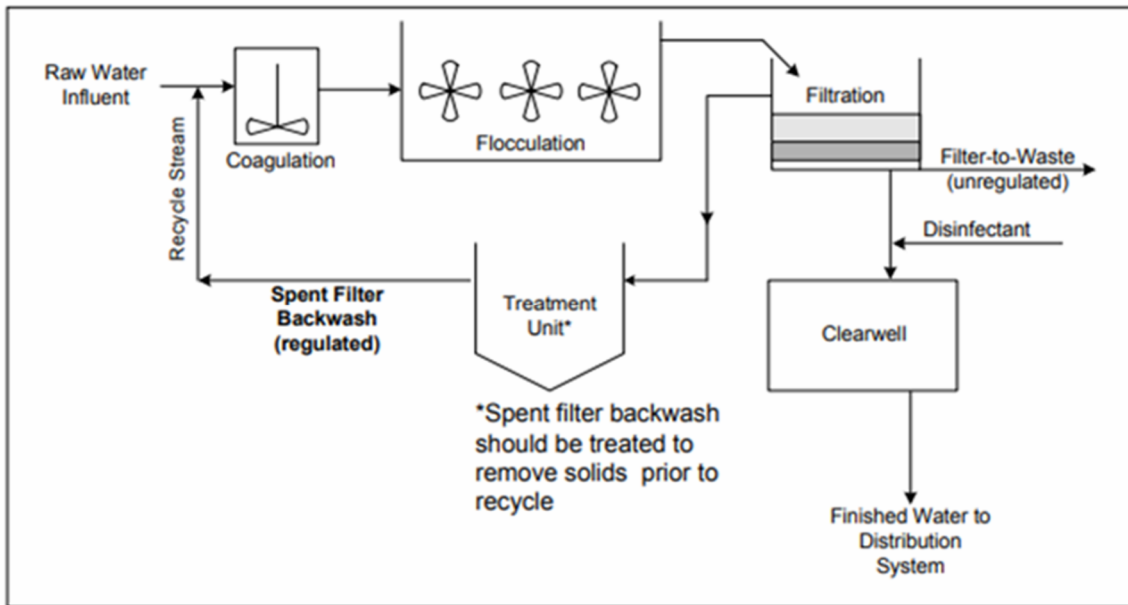 Raw Water
Influent
Recycle Stream
Coagulation
Flocculation
Filtration
Filter-to-Waste
(unregulated)
Disinfectant
Spent Filter
Backwash
(regulated)
Treatment
Unit*
Clearwell
*Spent filter backwash
should be treated to
remove solids prior to
recycle
Finished Water to
Distribution
System